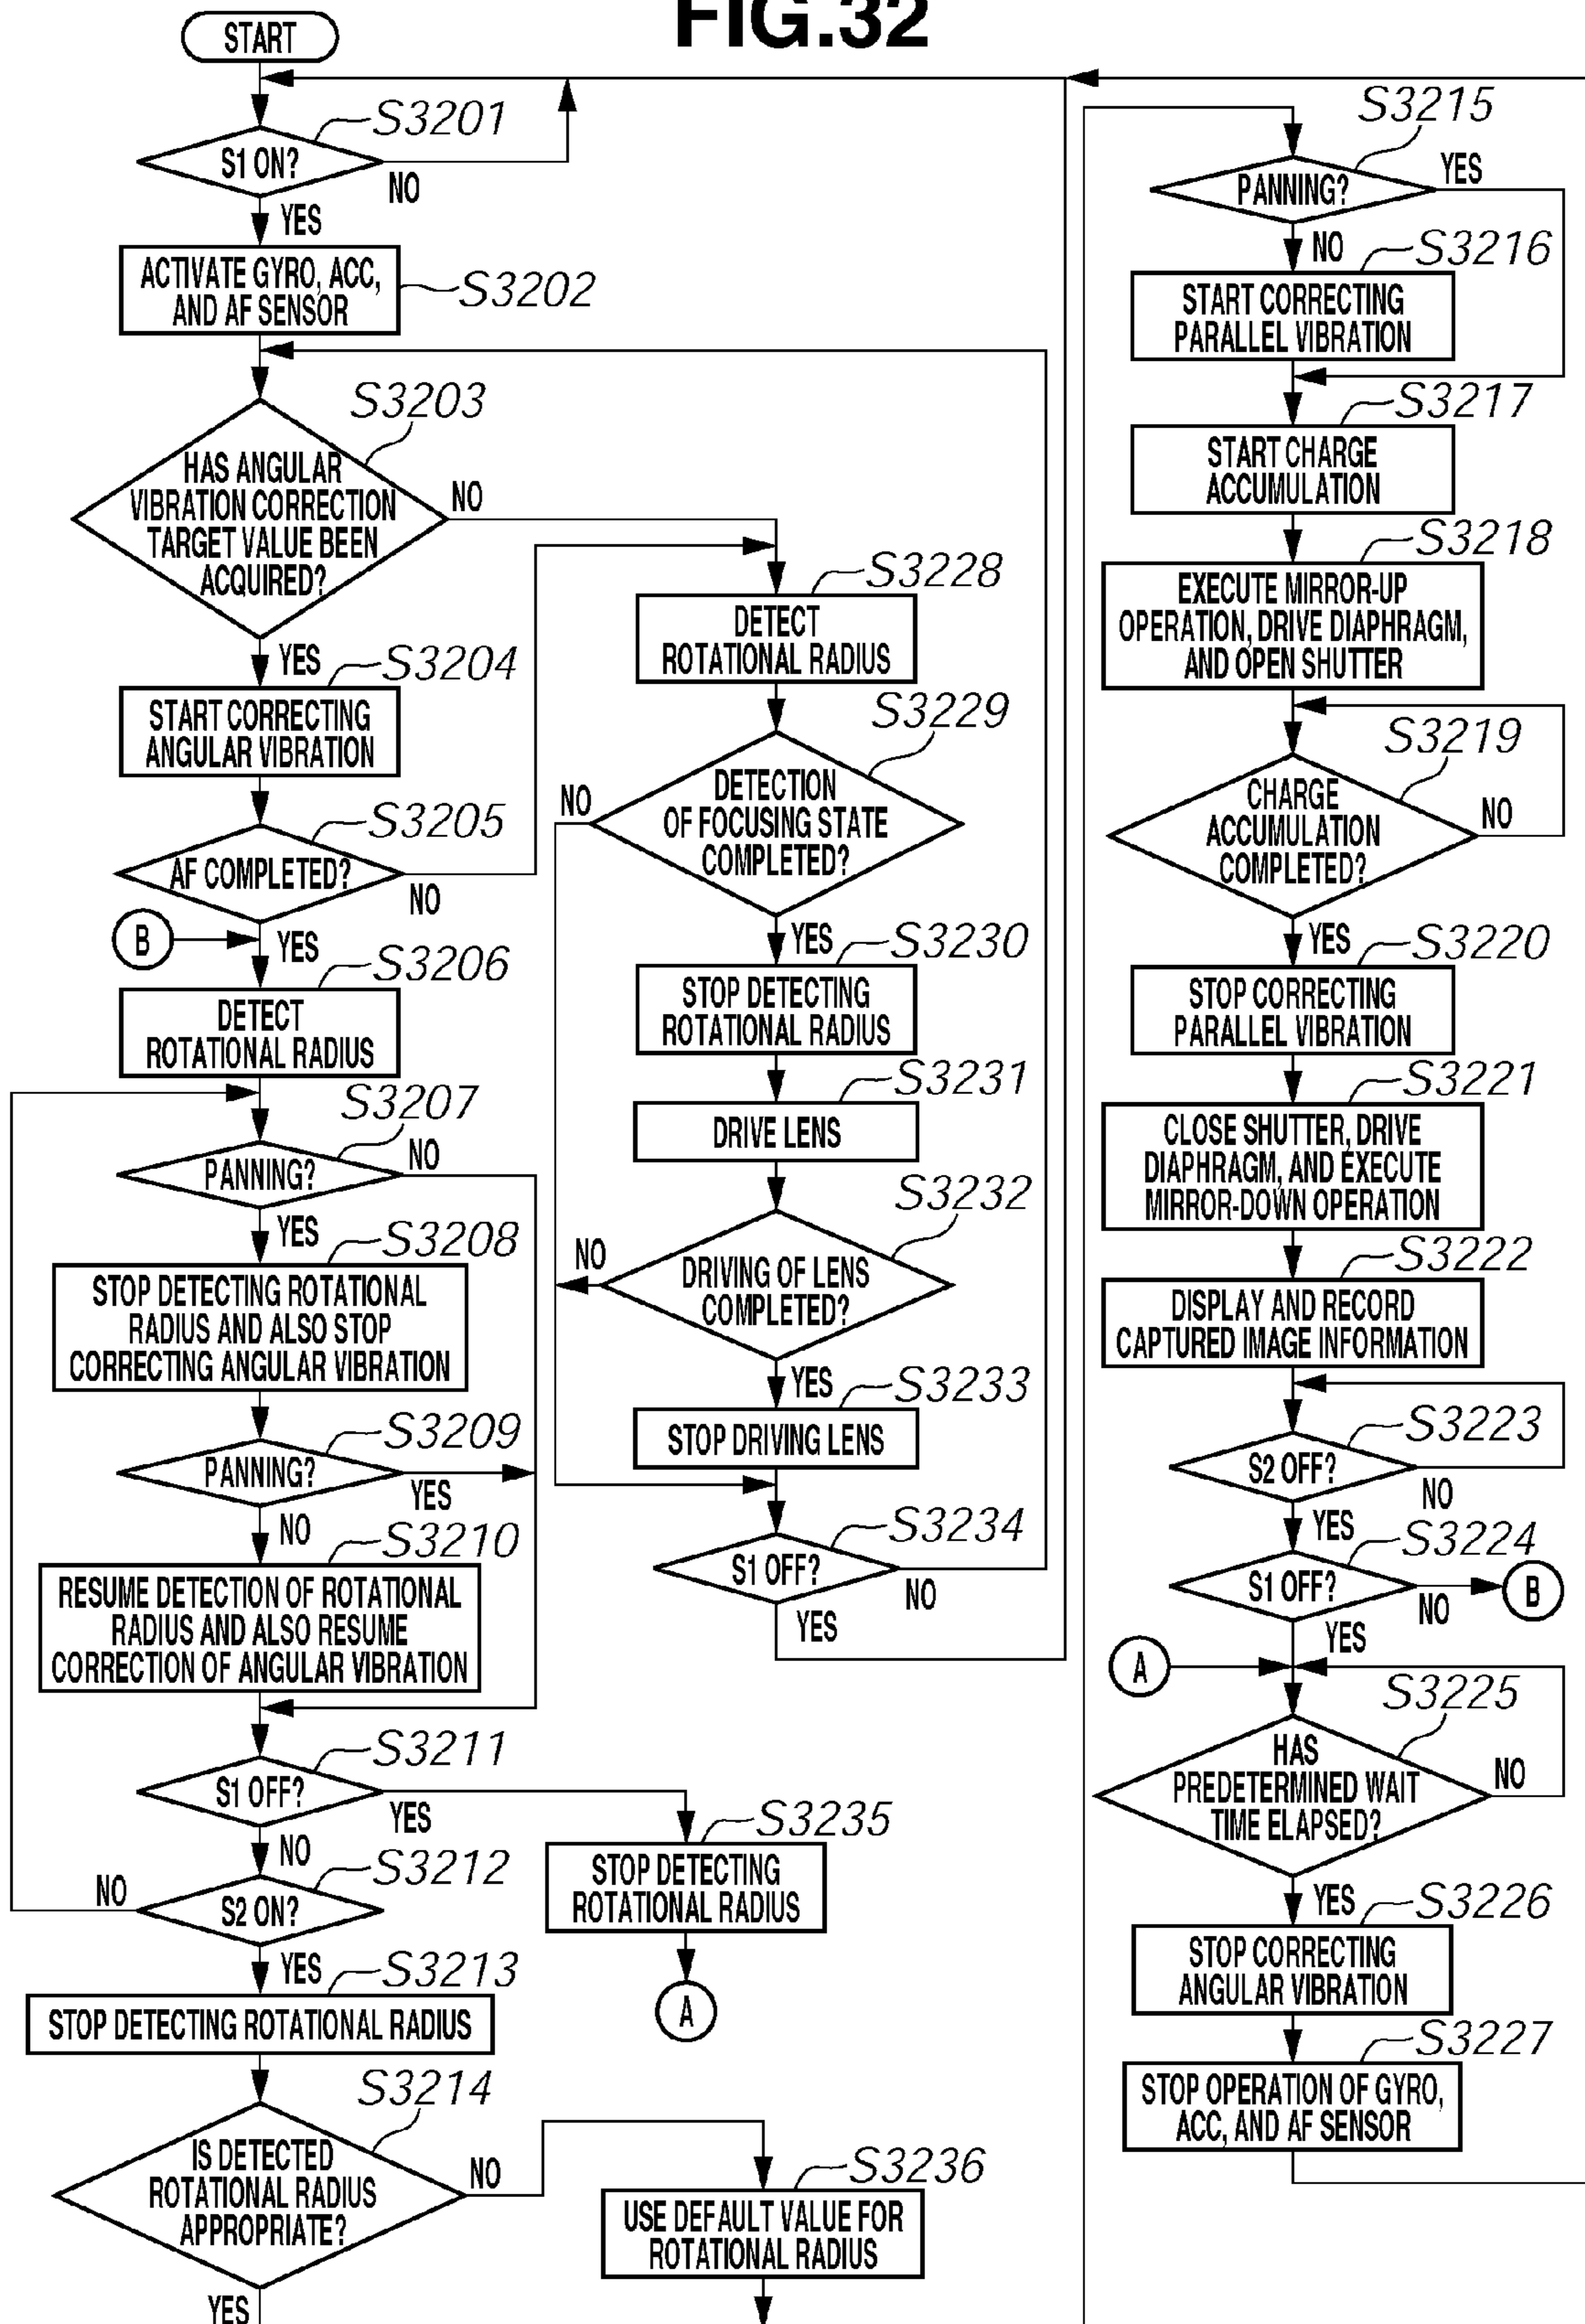 FIG.32
START
S3201
S1 ON?
NO
YES
ACTIVATE GYRO, ACC,
AND AF SENSOR
S3202
S3203
HAS ANGULAR
VIBRATION CORRECTION
TARGET VALUE BEEN
ACQUIRED?
NO
YES
S3204
START CORRECTING
ANGULAR VIBRATION
S3205
AF COMPLETED?
NO
B
YES
S3206
DETECT
ROTATIONAL RADIUS
S3207
PANNING?
NO
YES
S3208
STOP DETECTING ROTATIONAL
RADIUS AND ALSO STOP
CORRECTING ANGULAR VIBRATION
S3209
PANNING?
YES
NO
S3210
RESUME DETECTION OF ROTATIONAL
RADIUS AND ALSO RESUME
CORRECTION OF ANGULAR VIBRATION
S3211
S1 OFF?
YES
NO
S3212
NO
S2 ON?
YES
S3213
STOP DETECTING ROTATIONAL RADIUS
S3214
IS DETECTED
ROTATIONAL RADIUS
APPROPRIATE?
NO
YES
S3228
DETECT
ROTATIONAL RADIUS
S3229
NO
DETECTION
OF FOCUSING STATE
COMPLETED?
YES
S3230
STOP DETECTING
ROTATIONAL RADIUS
S3231
DRIVE LENS
S3232
NO
DRIVING OF LENS
COMPLETED?
YES
S3233
STOP DRIVING LENS
S3234
S1 OFF?
NO
YES
S3235
STOP DETECTING
ROTATIONAL RADIUS
A
S3236
USE DEFAULT VALUE FOR
ROTATIONAL RADIUS
S3215
PANNING?
YES
NO
S3216
START CORRECTING
PARALLEL VIBRATION
S3217
START CHARGE
ACCUMULATION
S3218
EXECUTE MIRROR-UP
OPERATION, DRIVE DIAPHRAGM,
AND OPEN SHUTTER
S3219
CHARGE
ACCUMULATION
COMPLETED?
NO
YES
S3220
STOP CORRECTING
PARALLEL VIBRATION
S3221
CLOSE SHUTTER, DRIVE
DIAPHRAGM, AND EXECUTE
MIRROR-DOWN OPERATION
S3222
DISPLAY AND RECORD
CAPTURED IMAGE INFORMATION
S3223
S2 OFF?
NO
YES
S3224
S1 OFF?
NO
B
YES
A
S3225
HAS
PREDETERMINED WAIT
TIME ELAPSED?
NO
YES
S3226
STOP CORRECTING
ANGULAR VIBRATION
S3227
STOP OPERATION OF GYRO,
ACC, AND AF SENSOR